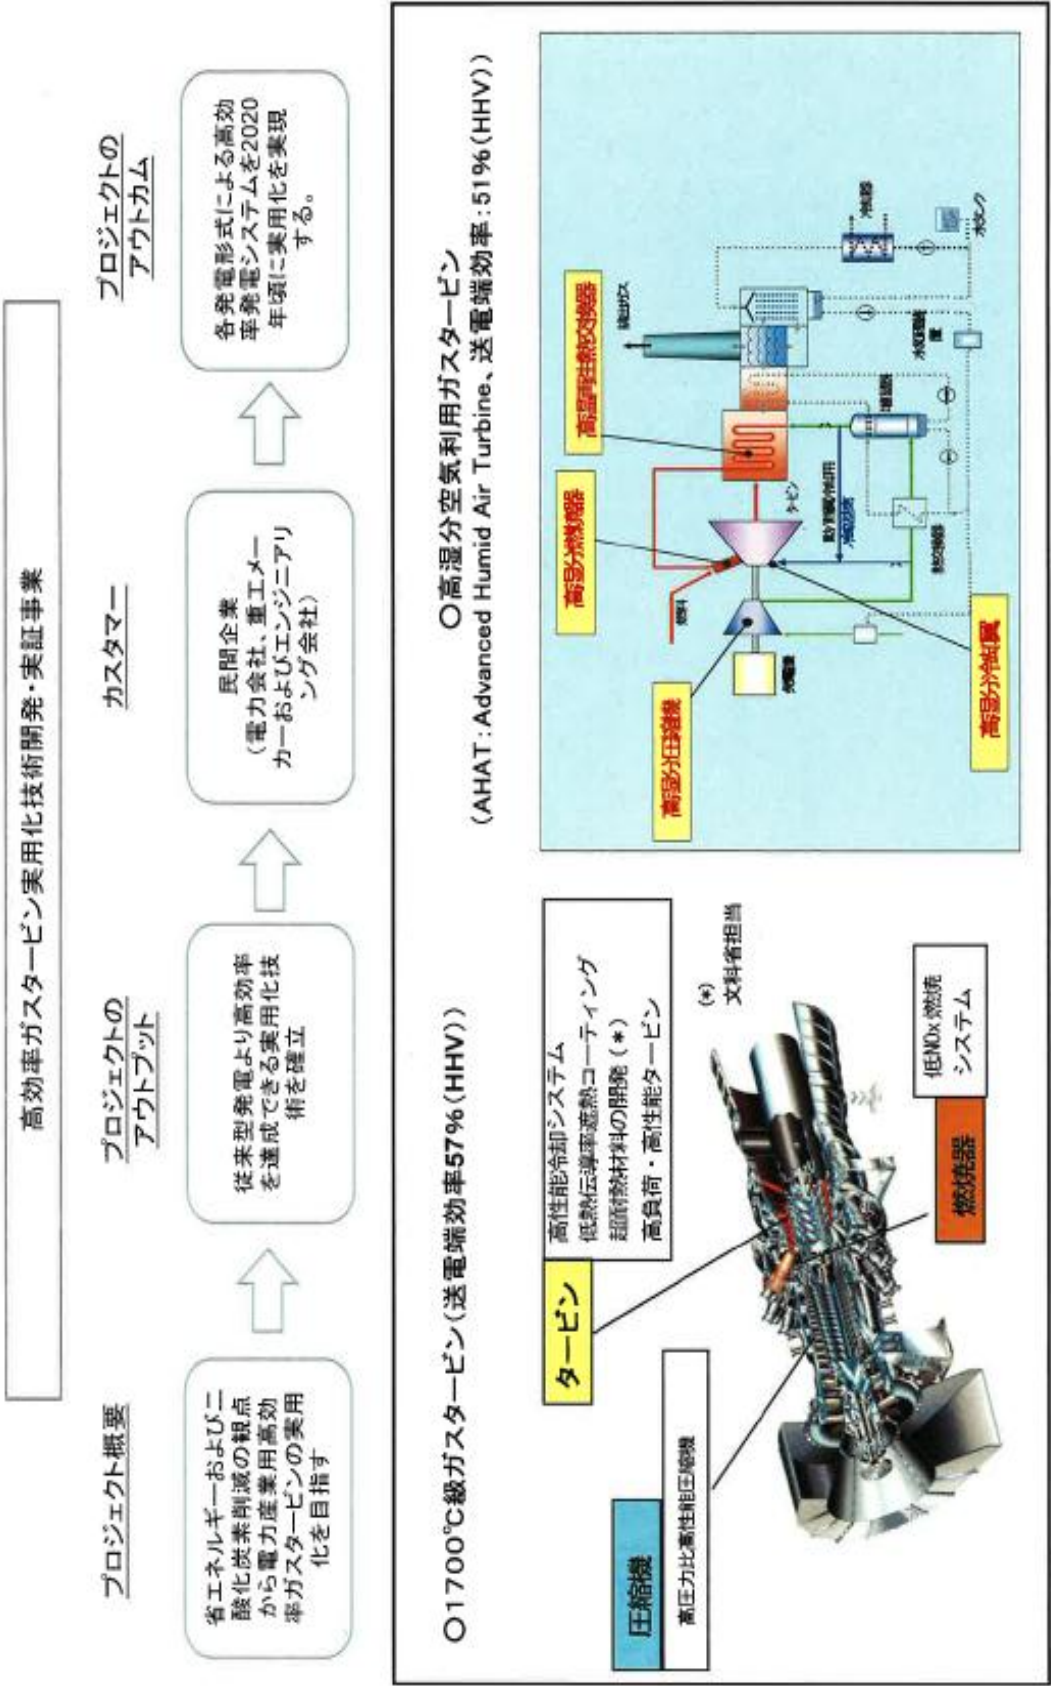 高効率ガスタービン実用化技術開発・実証事業
プロジェクト概要
省エネルギーおよび二
酸化炭素削減の観点
から電力産業用高効
率ガスタービンの実用
化を目指す
プロジェクトの
アウトプット
従来型発電より高効率
を達成できる実用化技
術を確立
カスタマー
民間企業
(電力会社、重工メー
カーおよびエンジニアリ
ング会社)
プロジェクトの
アウトカム
各発電形式による高効
率発電システムを2020
年頃に実用化を実現
する。
〇1700℃級ガスタービン(送電端効率57%(HHV))
タービン
高性能冷却システム
低熱伝導率遮熱コーティング
超耐熱材料の開発(*)
高負荷・高性能タービン
(*)
文科省担当
圧縮機
高圧力比高性能圧縮機
燃焼器
低NOx燃焼
システム
〇高湿分空気利用ガスタービン
(AHAT:Advanced Humid Air Turbine、送電端効率:51%(HHV))
高湿分圧縮機
高湿分燃焼器
高温再生熱交換器
高湿分冷却翼
燃料
発電機
タービン
熱交換器
増湿器
排出ガス
冷却器
水タンク